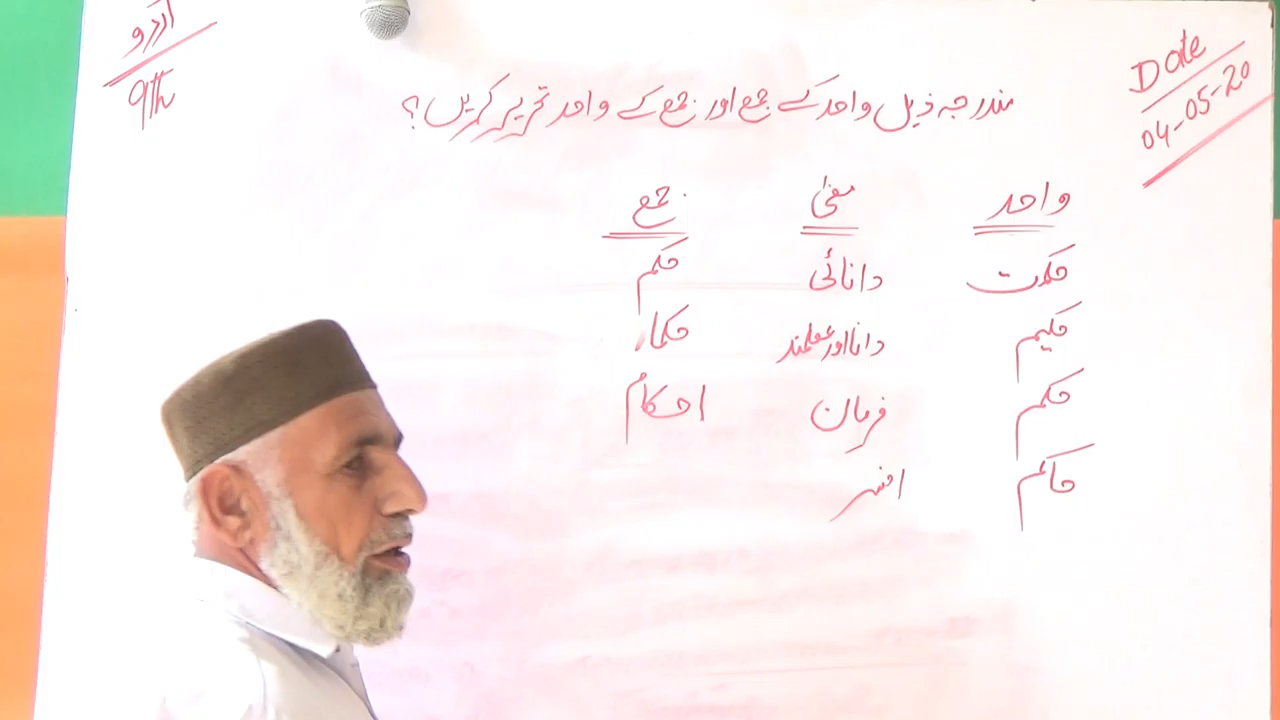 اردو
9th
Date
04-05-20
مندرجہ ذیل واحد کے جمع اور جمع کے واحد تحریر کریں؟
واحد معنیٰ جمع
حکمت دانائی حکم
حکیم دانا اور عقلمند حکماء
حکم فرمان احکام
حاکم افسر